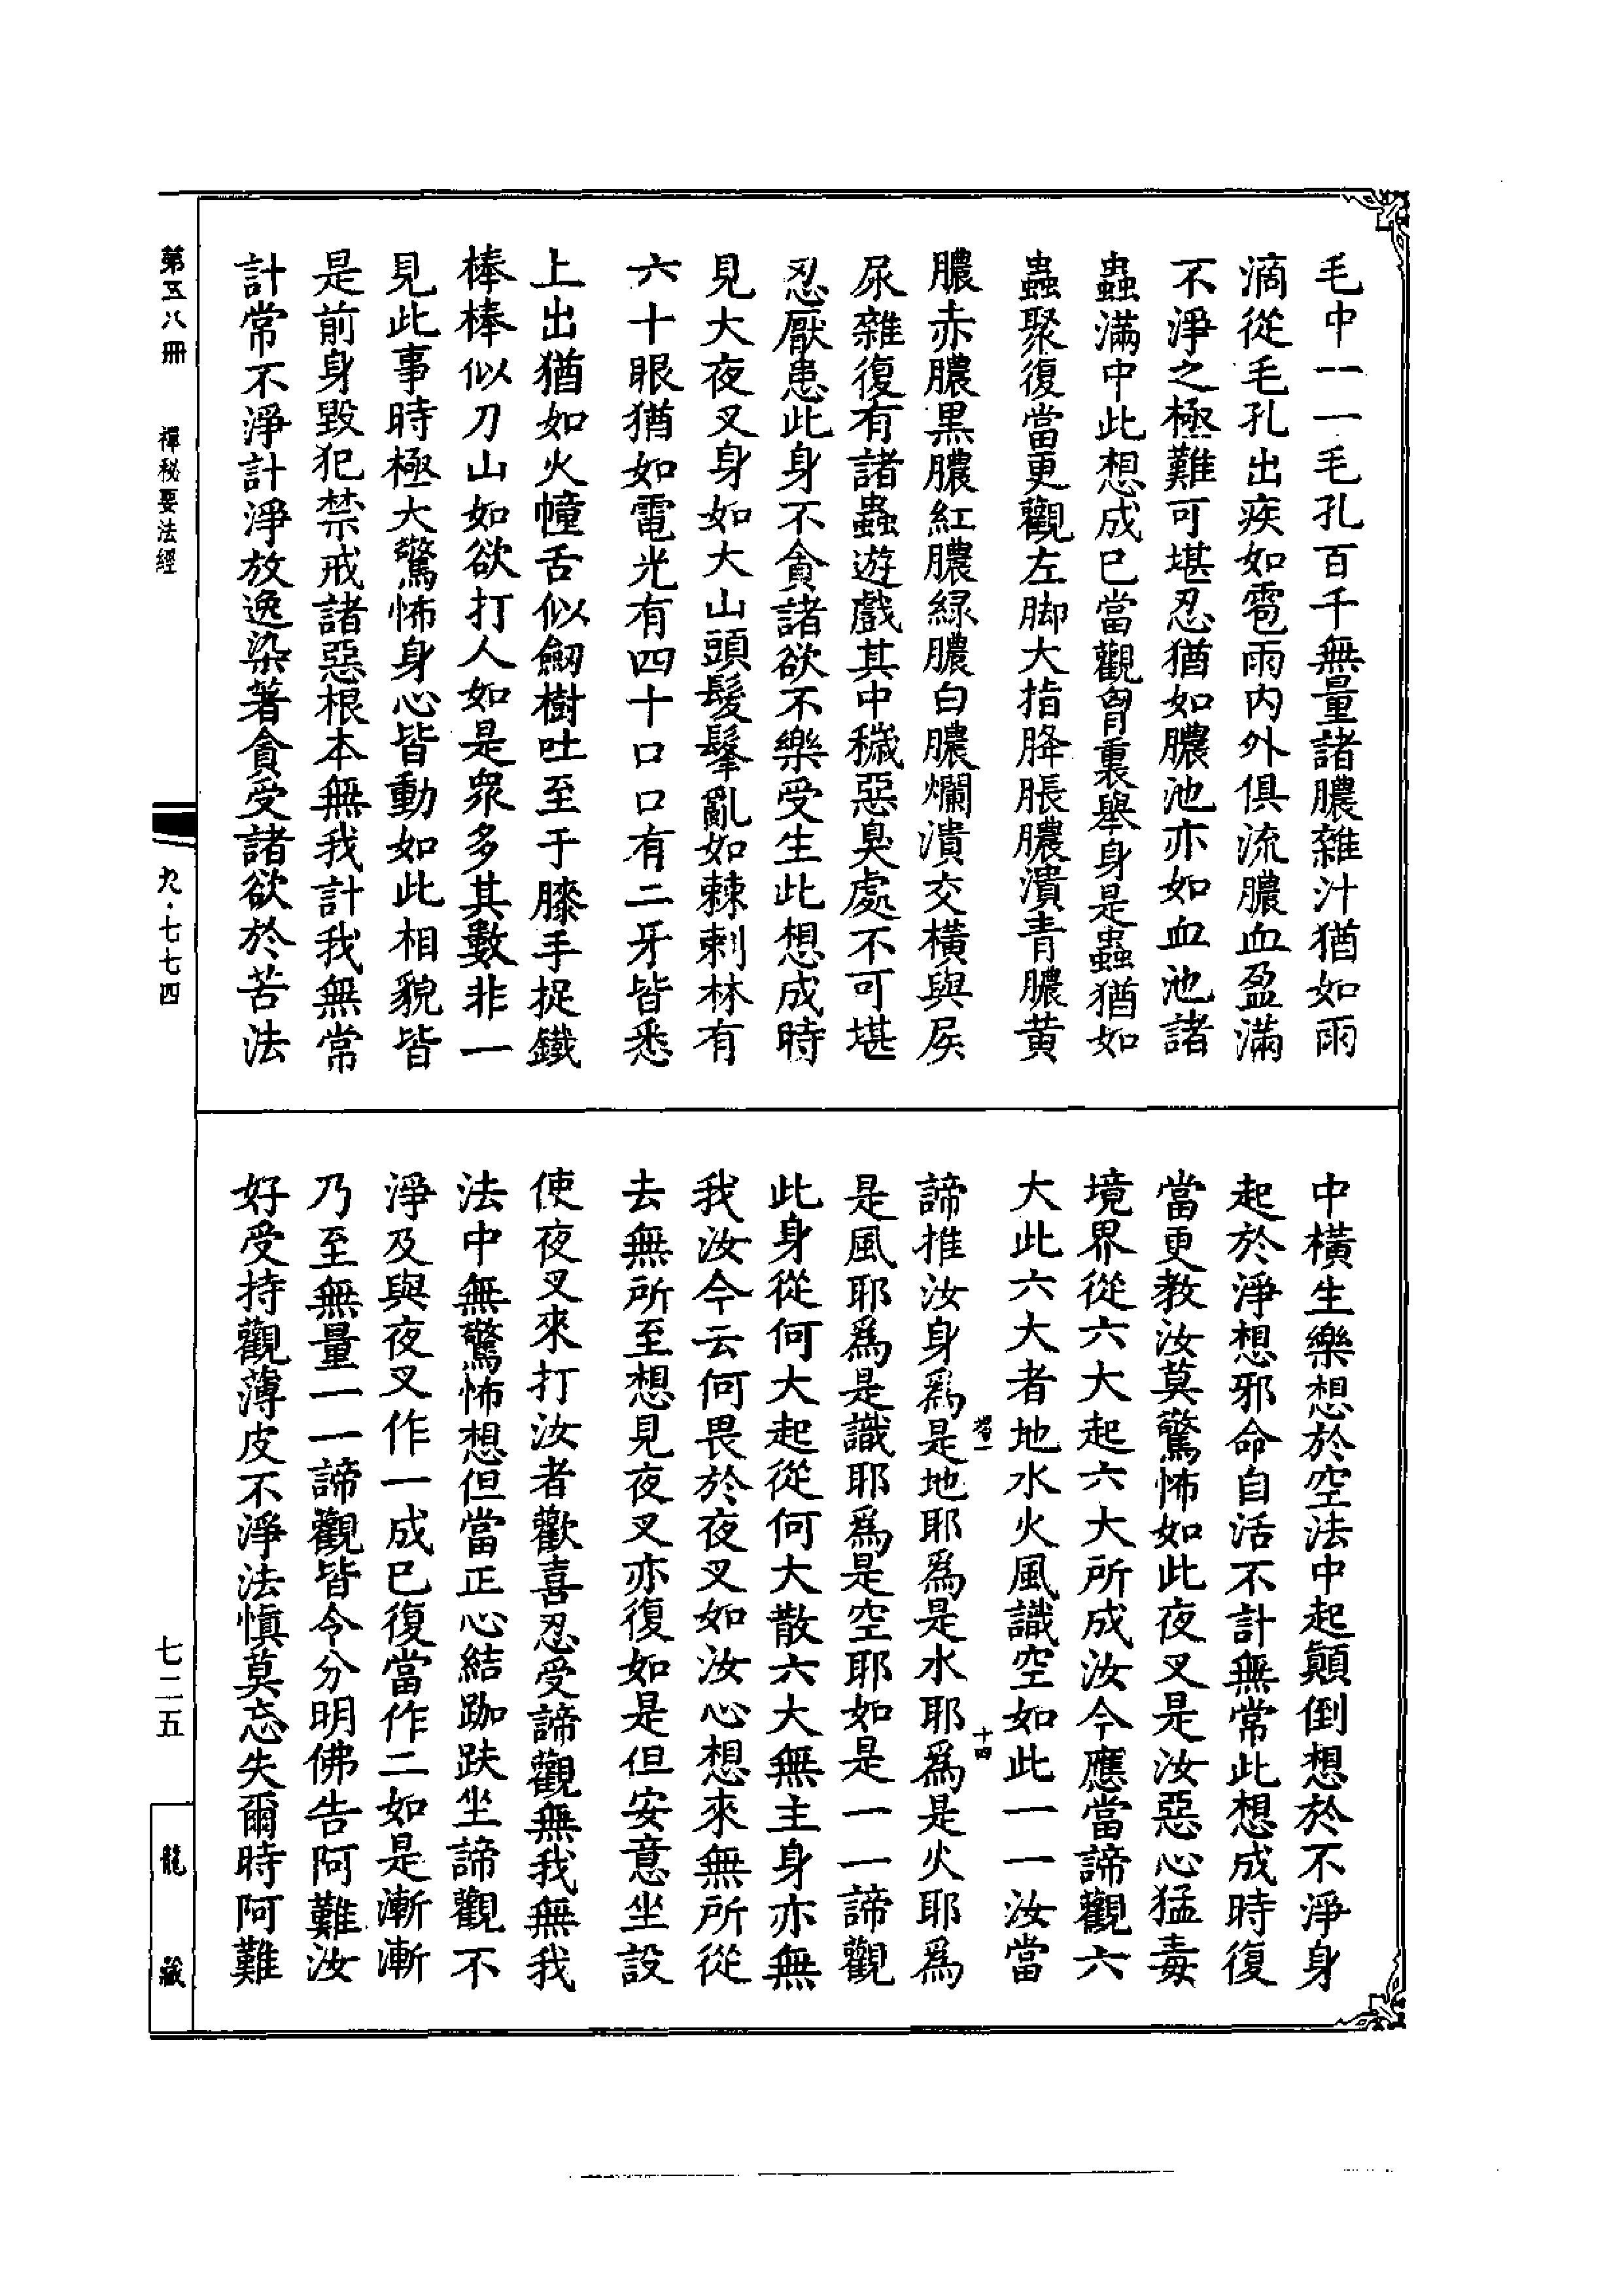 毛中一一毛孔百千無量諸膿雜汁猶如雨
滴從毛孔出疾如雹雨内外俱流膿血盈滿
不淨之極難可堪忍猶如膿池亦如血池諸
蟲滿中此想成已當觀胷裏舉身是蟲猶如
蟲聚復當更觀左脚大指胮脹膿潰青膿黄
膿赤膿黒膿紅膿緑膿白膿爛潰交橫與屎
尿雜復有諸蟲遊戲其中穢惡臭處不可堪
忍厭患此身不貪諸欲不樂受生此想成時
見大夜叉身如大山頭髮鬇亂如棘刺林有
六十眼猶如電光有四十口口有二牙皆悉
上出猶如火幢舌似劒樹吐至于膝手捉鐵
棒棒似刀山如欲打人如是衆多其數非一
見此事時極大驚怖身心皆動如此相貌皆
是前身毀犯禁戒諸惡根本無我計我無常
計常不淨計淨放逸染著貪受諸欲於苦法
中橫生樂想於空法中起顛倒想於不淨身
起於淨想邪命自活不計無常此想成時復
當更教汝莫驚怖如此夜叉是汝惡心猛毒
境界從六大起六大所成汝今應當諦觀六
大此六大者地水火風識空如此一一汝當
諦推汝身爲是地耶爲是水耶爲是火耶爲
是風耶爲是識耶爲是空耶如是一一諦觀
此身從何大起從何大散六大無主身亦無
我汝今云何畏於夜叉如汝心想來無所從
去無所至想見夜叉亦復如是但安意坐設
使夜叉來打汝者歡喜忍受諦觀無我無我
法中無驚怖想但當正心結跏趺坐諦觀不
淨及與夜叉作一成已復當作二如是漸漸
乃至無量一一諦觀皆令分明佛告阿難汝
好受持觀薄皮不淨法慎莫忘失爾時阿難
十四
第五八冊
禪秘要法經
九·七七四
七二五
龍藏